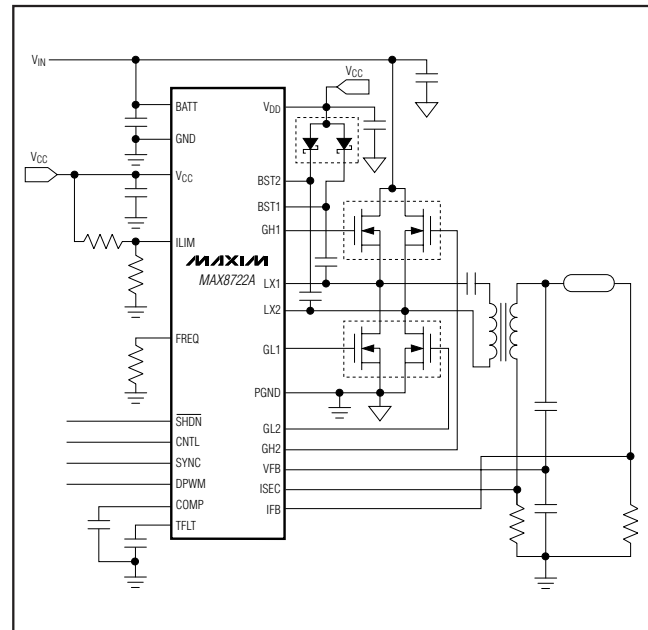 VIN
VCC
BATT
VDD
GND
VCC
VCC
BST2
BST1
GH1
ILIM
MAXIM
MAX8722A
LX1
LX2
FREQ
GL1
PGND
SHDN
GL2
CNTL
GH2
SYNC
VFB
DPWM
ISEC
COMP
IFB
TFLT